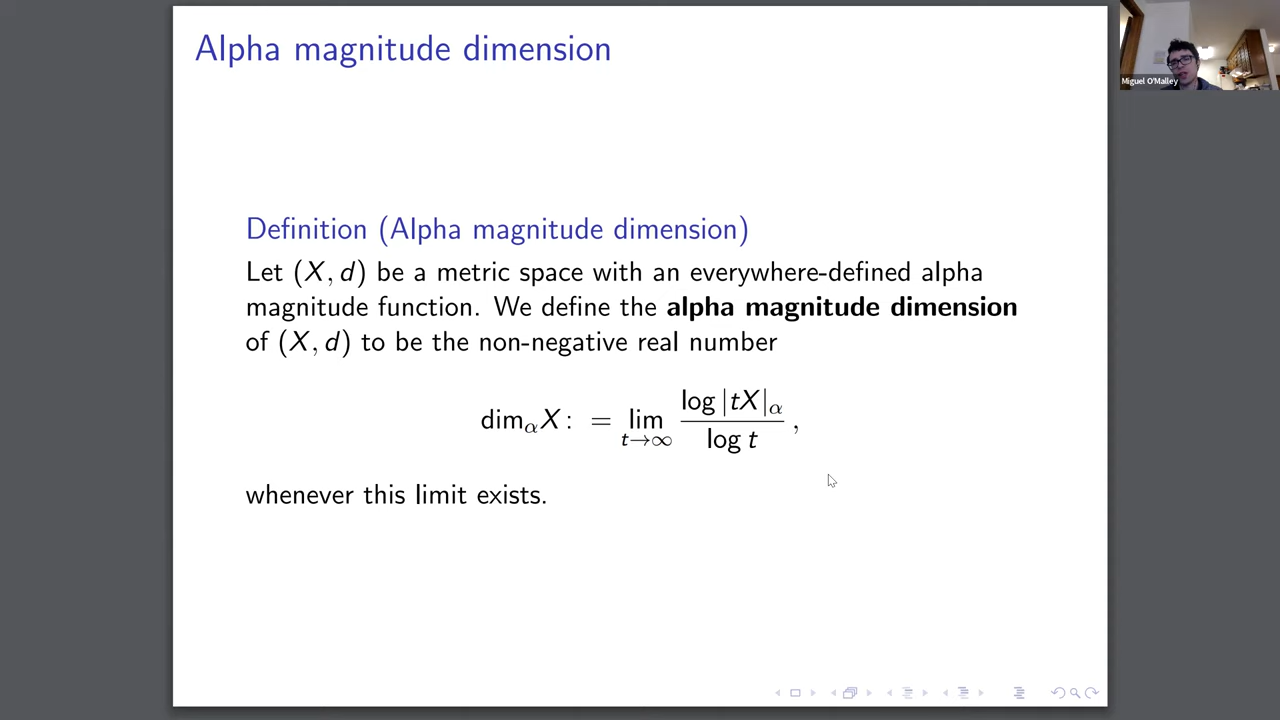 Alpha magnitude dimension
Miguel O'Malley
Definition (Alpha magnitude dimension)
Let (X, d) be a metric space with an everywhere-defined alpha
magnitude function. We define the alpha magnitude dimension
of (X, d) to be the non-negative real number
dim_α X : = lim_{t→∞} log |tX|_α / log t ,
whenever this limit exists.